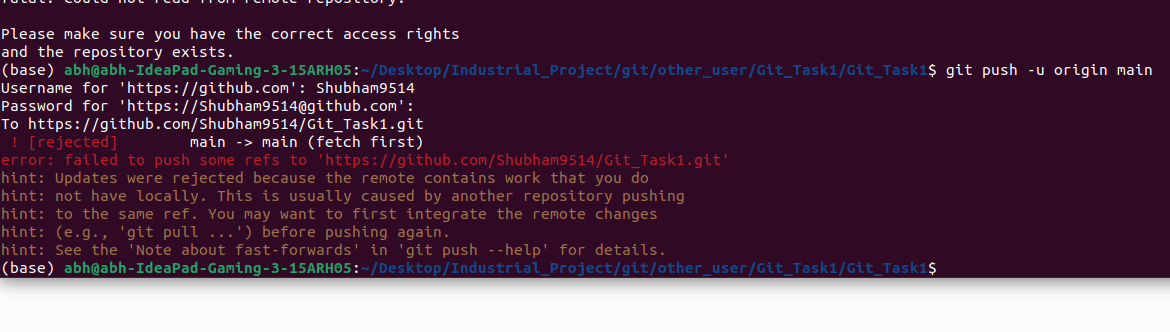 fatal: Could not read from remote repository.
Please make sure you have the correct access rights
and the repository exists.
(base) abh@abh-IdeaPad-Gaming-3-15ARH05:~/Desktop/Industrial_Project/git/other_user/Git_Task1/Git_Task1$ git push -u origin main
Username for 'https://github.com': Shubham9514
Password for 'https://Shubham9514@github.com':
To https://github.com/Shubham9514/Git_Task1.git
 ! [rejected]        main -> main (fetch first)
error: failed to push some refs to 'https://github.com/Shubham9514/Git_Task1.git'
hint: Updates were rejected because the remote contains work that you do
hint: not have locally. This is usually caused by another repository pushing
hint: to the same ref. You may want to first integrate the remote changes
hint: (e.g., 'git pull ...') before pushing again.
hint: See the 'Note about fast-forwards' in 'git push --help' for details.
(base) abh@abh-IdeaPad-Gaming-3-15ARH05:~/Desktop/Industrial_Project/git/other_user/Git_Task1/Git_Task1$